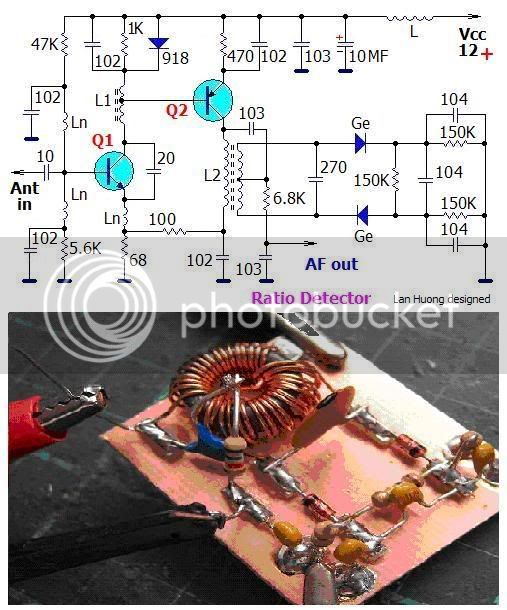 47K
102
1K
918
470
102
103
10MF
L
Vcc
12+
102
Ln
L1
Q2
Q1
103
Ge
104
150K
10
20
L2
270
150K
104
Ant
in
Ln
Ln
100
6.8K
150K
Ge
104
102
5.6K
68
102
103
AF out
Ratio Detector
Lan Huong designed
photobucket